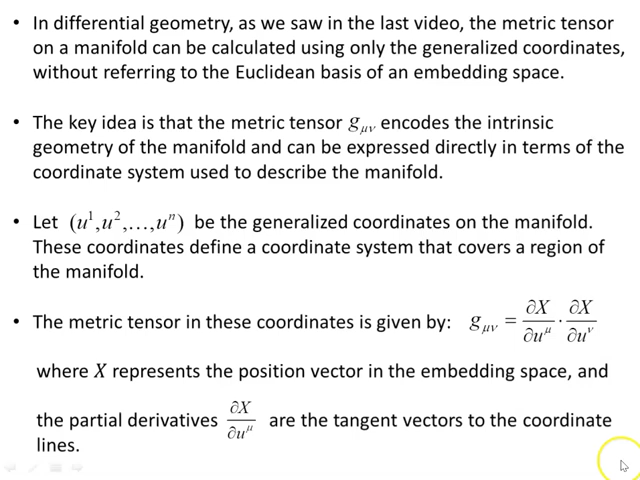 • In differential geometry, as we saw in the last video, the metric tensor
on a manifold can be calculated using only the generalized coordinates,
without referring to the Euclidean basis of an embedding space.
• The key idea is that the metric tensor g_{μν} encodes the intrinsic
geometry of the manifold and can be expressed directly in terms of the
coordinate system used to describe the manifold.
• Let (u¹,u²,…,uⁿ) be the generalized coordinates on the manifold.
These coordinates define a coordinate system that covers a region of
the manifold.
• The metric tensor in these coordinates is given by: g_{μν} = ∂X/∂u^μ · ∂X/∂u^ν
where X represents the position vector in the embedding space, and
the partial derivatives ∂X/∂u^μ are the tangent vectors to the coordinate
lines.